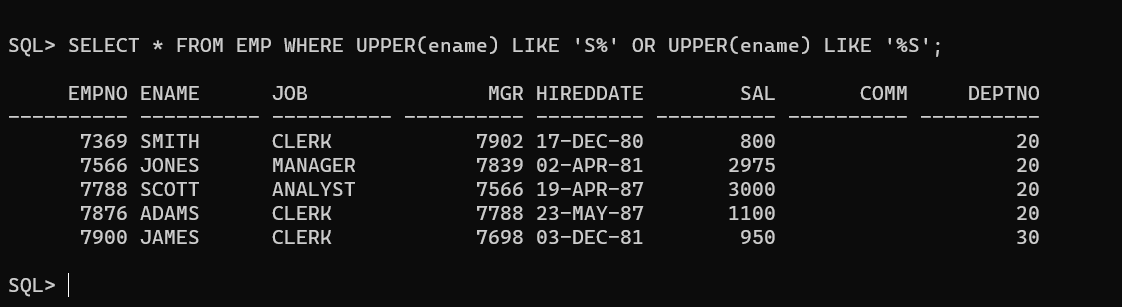 SQL> SELECT * FROM EMP WHERE UPPER(ename) LIKE 'S%' OR UPPER(ename) LIKE '%S';
     EMPNO ENAME      JOB               MGR HIREDDATE        SAL       COMM     DEPTNO
---------- ---------- ---------- ---------- --------- ---------- ---------- ----------
      7369 SMITH      CLERK            7902 17-DEC-80        800                    20
      7566 JONES      MANAGER          7839 02-APR-81       2975                    20
      7788 SCOTT      ANALYST          7566 19-APR-87       3000                    20
      7876 ADAMS      CLERK            7788 23-MAY-87       1100                    20
      7900 JAMES      CLERK            7698 03-DEC-81        950                    30
SQL>